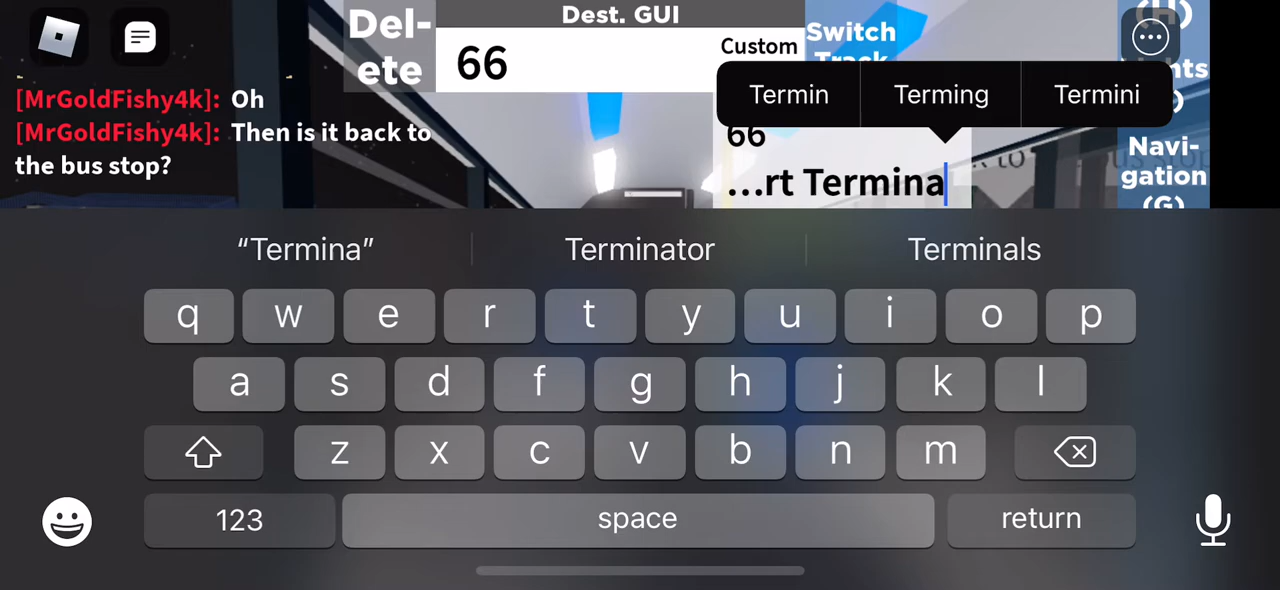 Del-
ete
Dest. GUI
66
Custom
Switch
Track
[MrGoldFishy4k]: Oh
[MrGoldFishy4k]: Then is it back to
the bus stop?
Termin
Terming
Termini
66
...rt Termina
Navi-
gation
(G)
“Termina”
Terminator
Terminals
q w e r t y u i o p
a s d f g h j k l
z x c v b n m
123
space
return